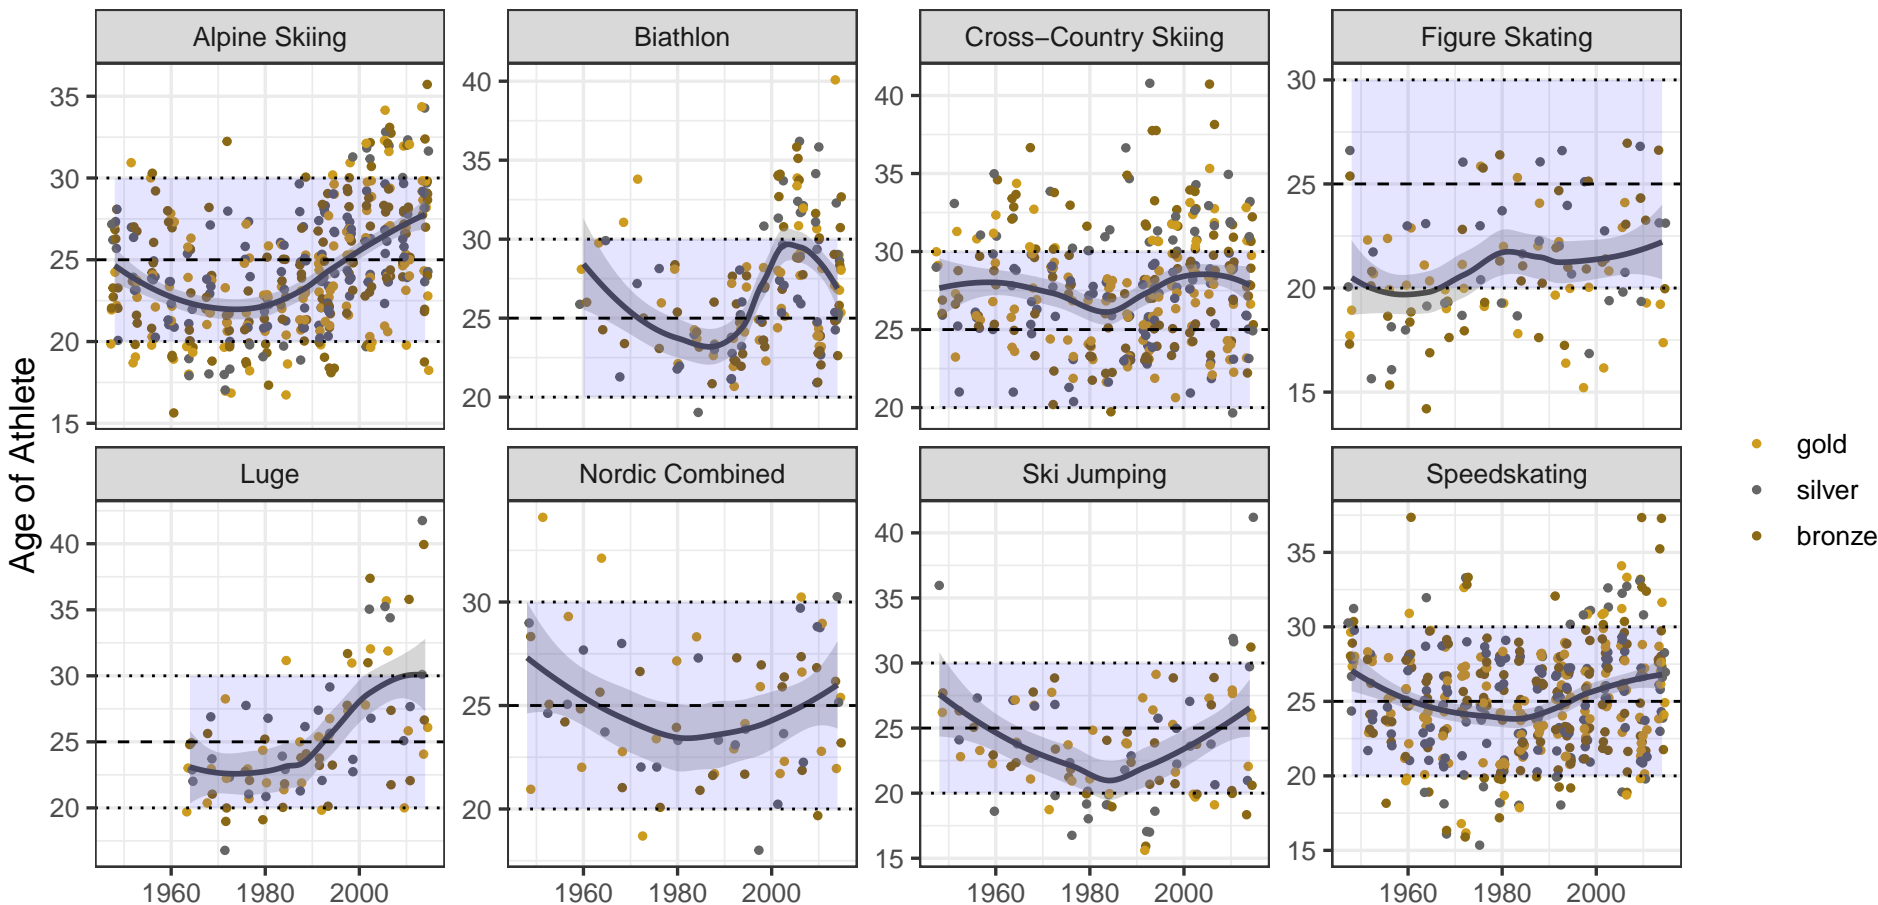 Alpine Skiing
Biathlon
Cross−Country Skiing
Figure Skating
35
30
25
20
15
40
35
30
25
20
40
35
30
25
20
30
25
20
15
Age of Athlete
Luge
Nordic Combined
Ski Jumping
Speedskating
40
35
30
25
20
30
25
20
40
35
30
25
20
15
35
30
25
20
15
1960 1980 2000
1960 1980 2000
1960 1980 2000
1960 1980 2000
gold
silver
bronze